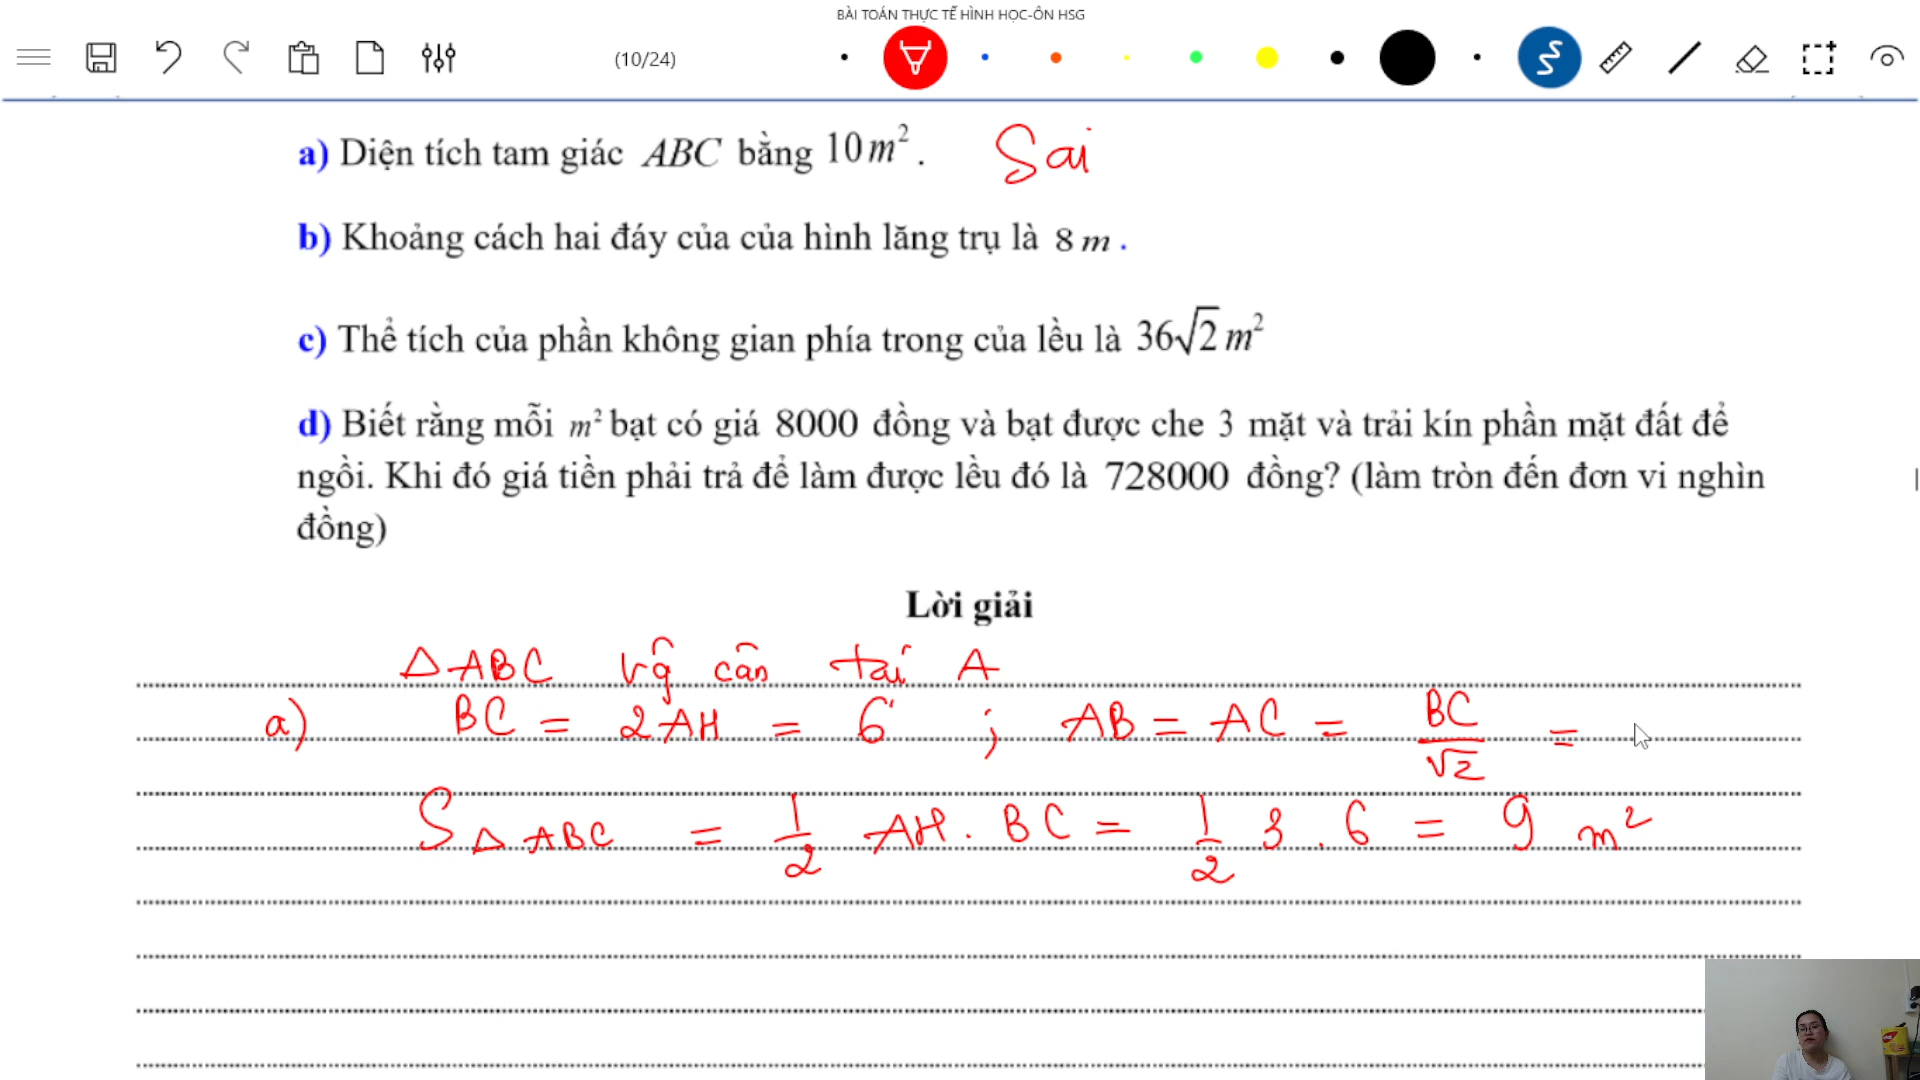 BÀI TOÁN THỰC TẾ HÌNH HỌC-ÔN HSG
(10/24)
a) Diện tích tam giác ABC bằng 10m². Sai
b) Khoảng cách hai đáy của của hình lăng trụ là 8m.
c) Thể tích của phần không gian phía trong của lều là 36√2 m²
d) Biết rằng mỗi m² bạt có giá 8000 đồng và bạt được che 3 mặt và trải kín phần mặt đất để
ngồi. Khi đó giá tiền phải trả để làm được lều đó là 728000 đồng? (làm tròn đến đơn vi nghìn
đồng)
Lời giải
Δ ABC vg cân tại A
a) BC = 2AH = 6 ; AB = AC = BC/√2 =
S Δ ABC = 1/2 AH . BC = 1/2 3 . 6 = 9 m²